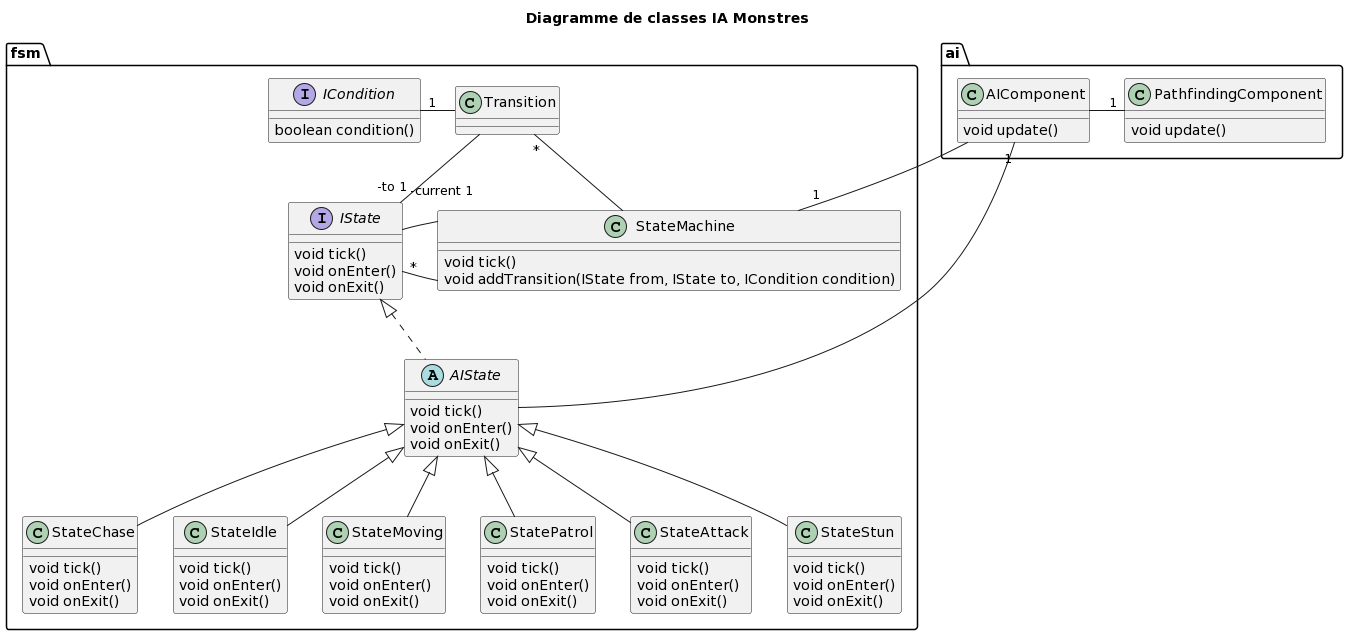 Diagramme de classes IA Monstres
fsm
ai
I ICondition
boolean condition()
1
C Transition
C AIComponent
void update()
1
C PathfindingComponent
void update()
*
1
-to 1
-current 1
1
I IState
void tick()
void onEnter()
void onExit()
*
C StateMachine
void tick()
void addTransition(IState from, IState to, ICondition condition)
A AIState
void tick()
void onEnter()
void onExit()
C StateChase
void tick()
void onEnter()
void onExit()
C StateIdle
void tick()
void onEnter()
void onExit()
C StateMoving
void tick()
void onEnter()
void onExit()
C StatePatrol
void tick()
void onEnter()
void onExit()
C StateAttack
void tick()
void onEnter()
void onExit()
C StateStun
void tick()
void onEnter()
void onExit()